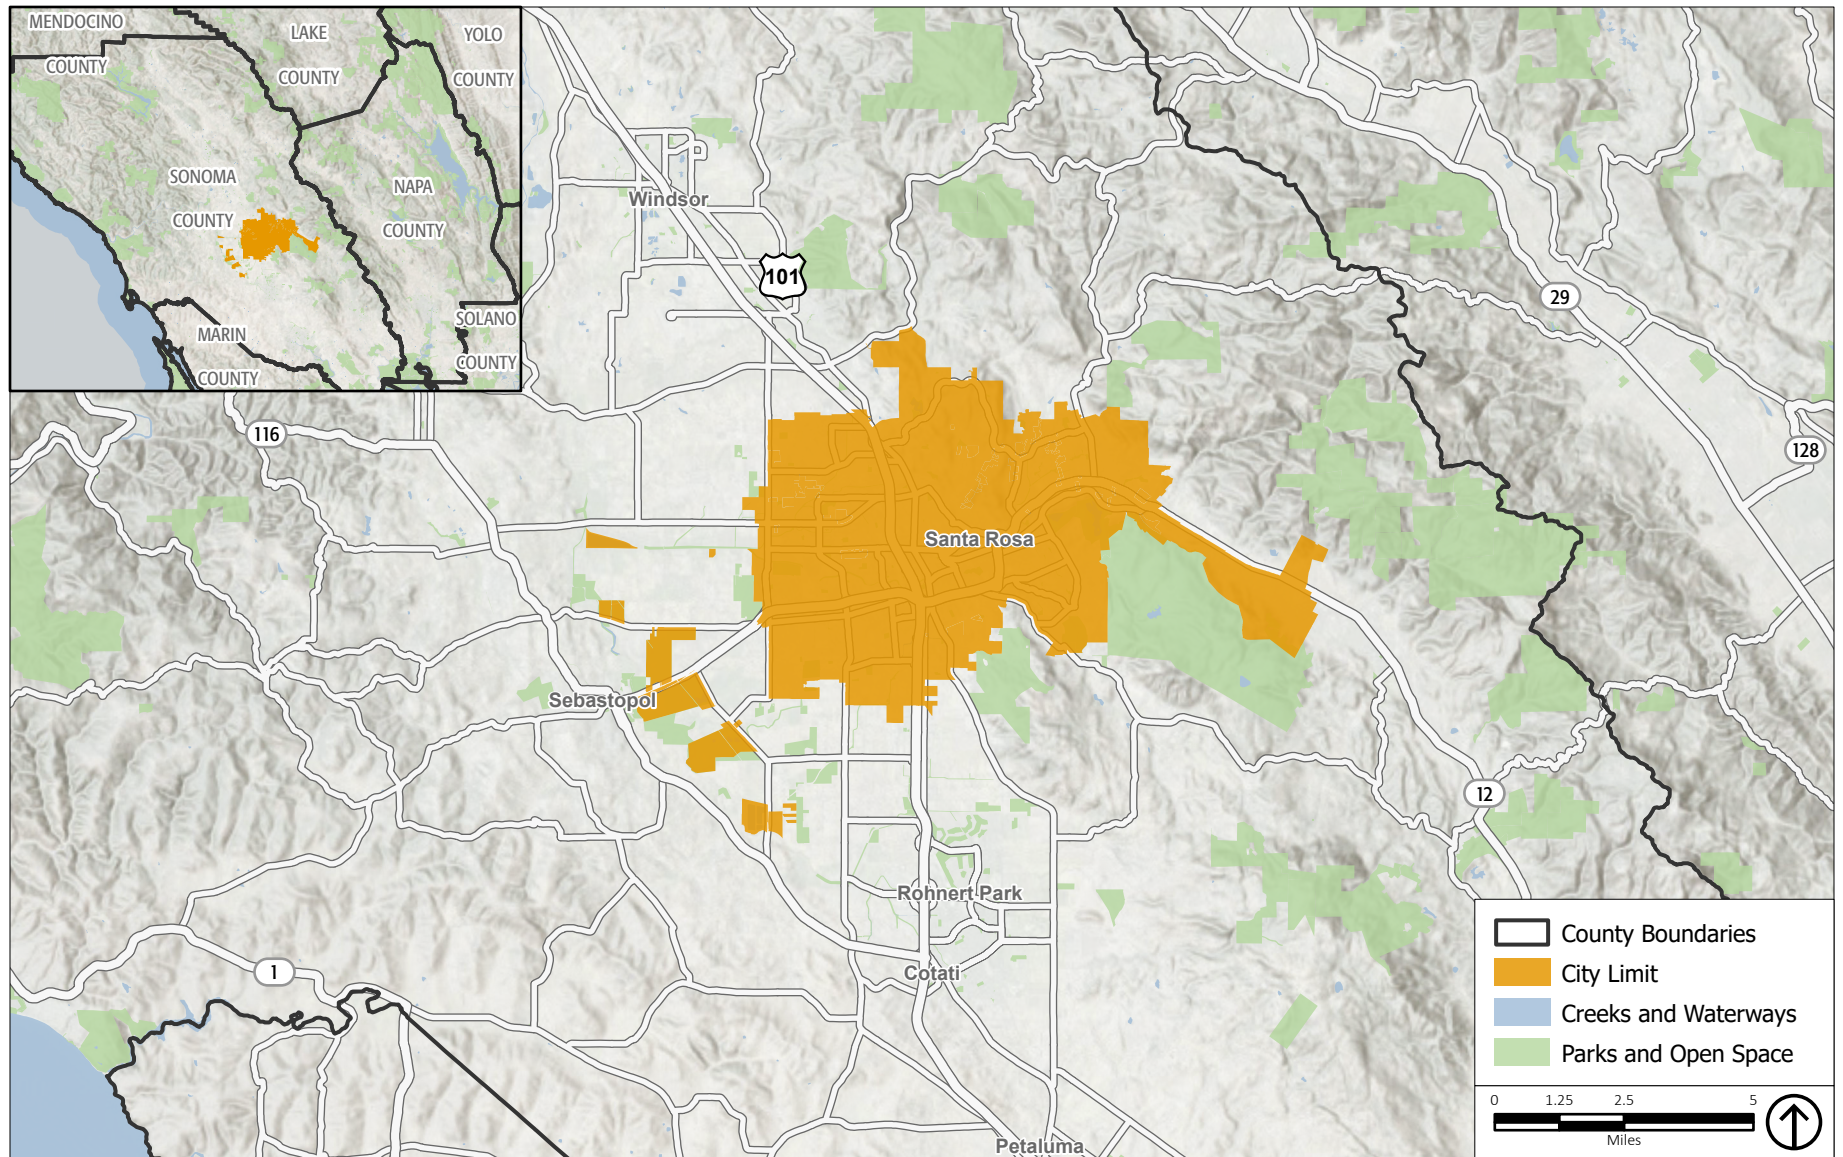 MENDOCINO
COUNTY
LAKE
COUNTY
YOLO
COUNTY
SONOMA
COUNTY
NAPA
COUNTY
MARIN
COUNTY
SOLANO
COUNTY
Windsor
101
29
116
128
Santa Rosa
Sebastopol
12
Rohnert Park
Cotati
1
Petaluma
County Boundaries
City Limit
Creeks and Waterways
Parks and Open Space
0 1.25 2.5 5
Miles